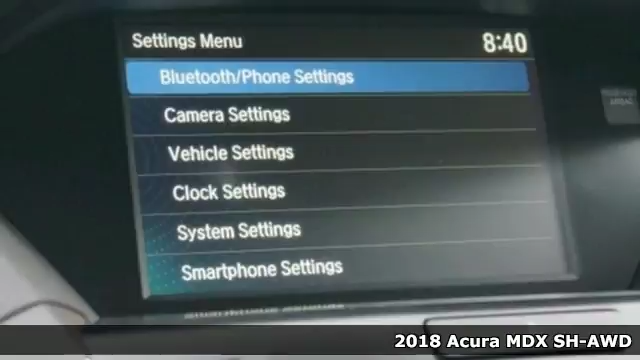 Settings Menu 8:40
Bluetooth/Phone Settings
Camera Settings
Vehicle Settings
Clock Settings
System Settings
Smartphone Settings
2018 Acura MDX SH-AWD